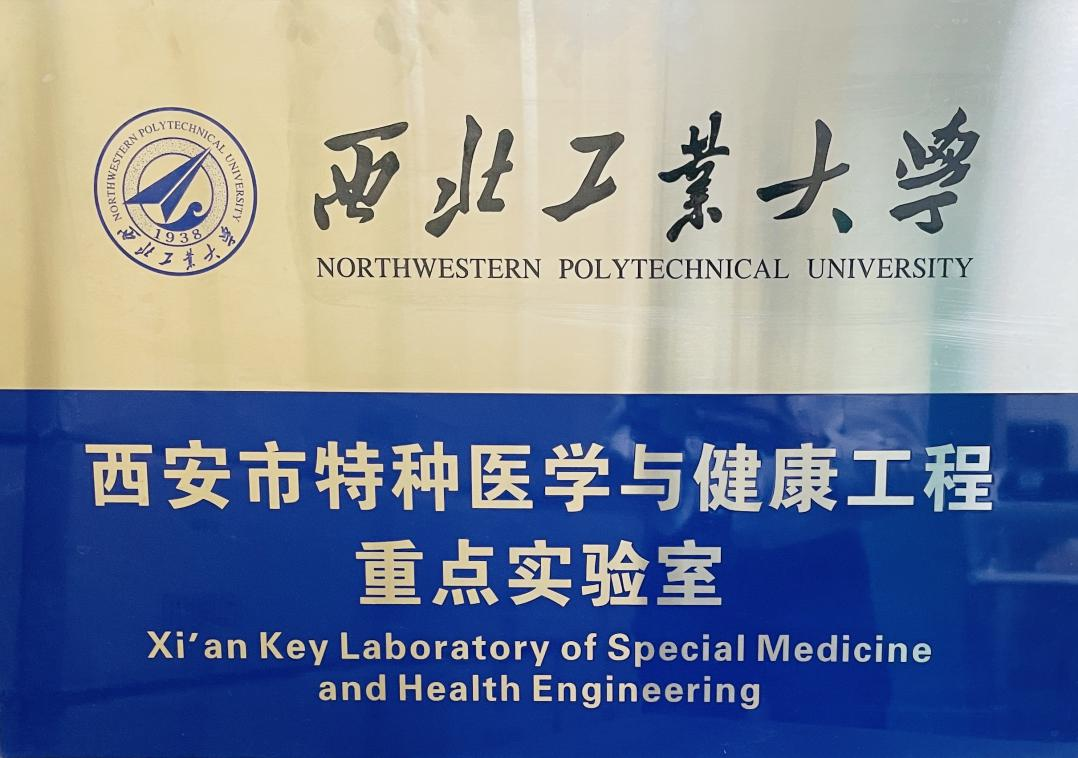 NORTHWESTERN POLYTECHNICAL UNIVERSITY
1938
西北工业大学
西北工業大學
NORTHWESTERN POLYTECHNICAL UNIVERSITY
西安市特种医学与健康工程
重点实验室
Xi'an Key Laboratory of Special Medicine
and Health Engineering